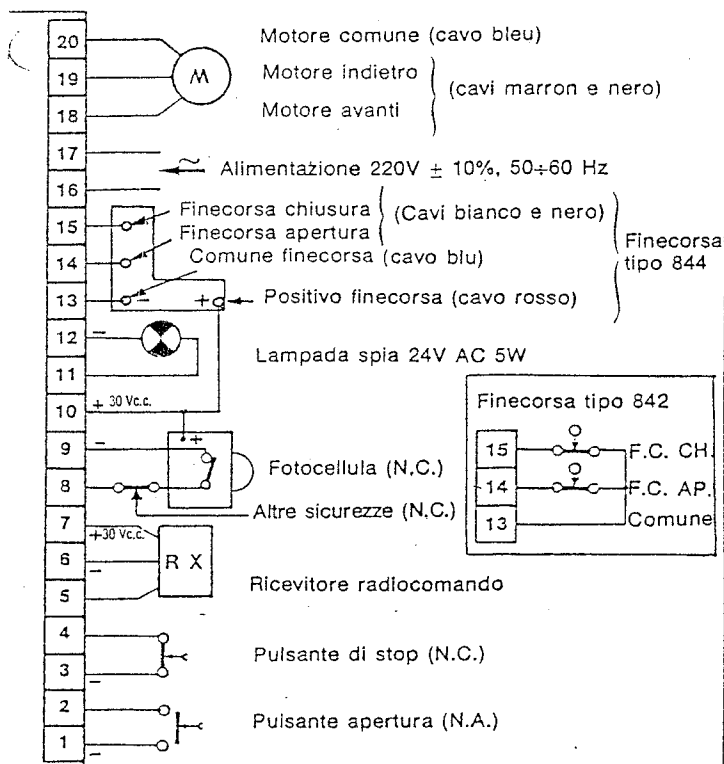 20 Motore comune (cavo bleu)
19 M Motore indietro
(cavi marron e nero)
18 Motore avanti
17
~ Alimentazione 220V ± 10%, 50÷60 Hz
16
15 Finecorsa chiusura (Cavi bianco e nero)
Finecorsa apertura
Finecorsa
tipo 844
14 Comune finecorsa (cavo blu)
13 − + Positivo finecorsa (cavo rosso)
12 −
Lampada spia 24V AC 5W
11
10 + 30 Vc.c.
9 − +
Fotocellula (N.C.)
8
Altre sicurezze (N.C.)
7 +30 Vc.c.
6 − RX
Ricevitore radiocomando
5
4
Pulsante di stop (N.C.)
3 −
2
Pulsante apertura (N.A.)
1 −
Finecorsa tipo 842
15 F.C. CH.
14 F.C. AP.
13 Comune